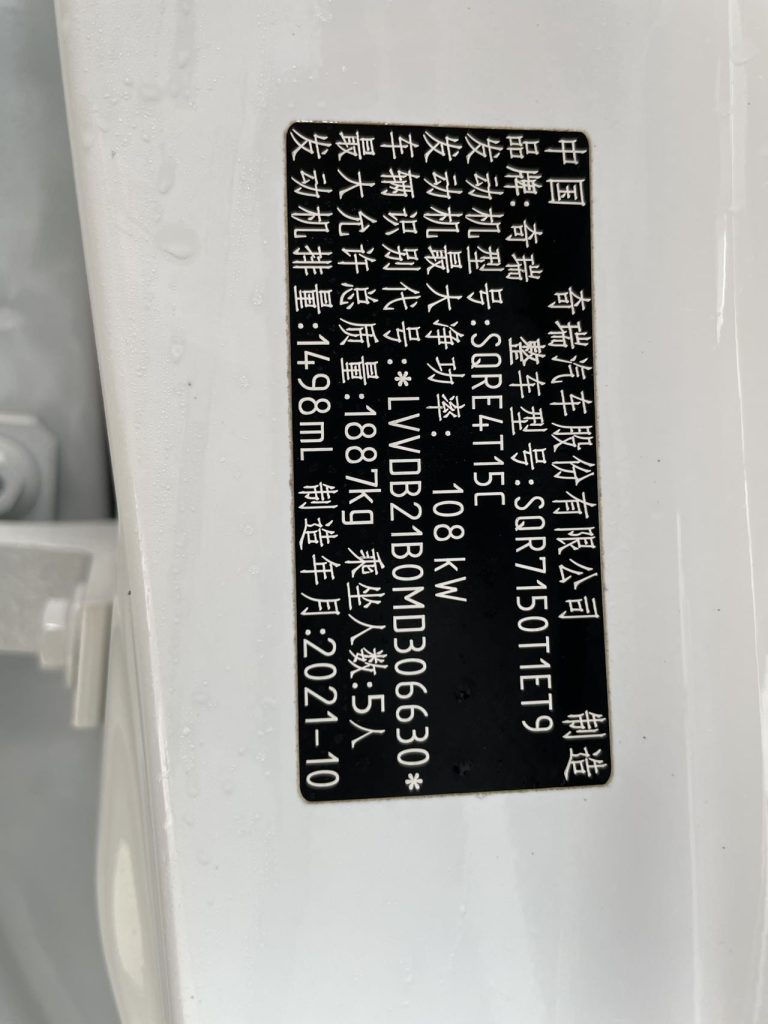 中国 奇瑞汽车股份有限公司 制造
品牌: 奇瑞 整车型号:SQR7150T1ET9
发动机型号:SQRE4T15C
发动机最大净功率: 108 kW
车辆识别代号:*LVVDB21B0MD306630*
最大允许总质量:1887kg 乘坐人数:5人
发动机排量:1498mL 制造年月:2021-10